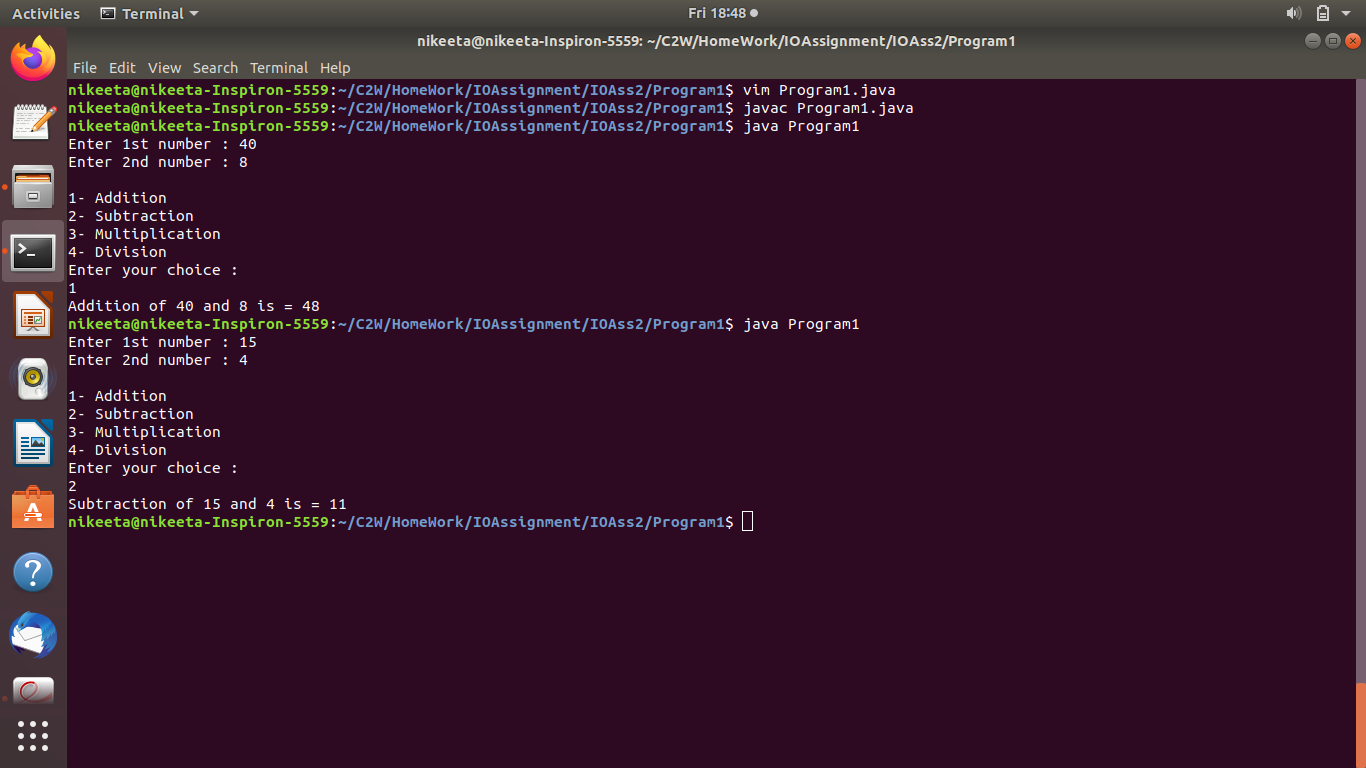 Activities Terminal Fri 18:48
nikeeta@nikeeta-Inspiron-5559: ~/C2W/HomeWork/IOAssignment/IOAss2/Program1
File Edit View Search Terminal Help
nikeeta@nikeeta-Inspiron-5559:~/C2W/HomeWork/IOAssignment/IOAss2/Program1$ vim Program1.java
nikeeta@nikeeta-Inspiron-5559:~/C2W/HomeWork/IOAssignment/IOAss2/Program1$ javac Program1.java
nikeeta@nikeeta-Inspiron-5559:~/C2W/HomeWork/IOAssignment/IOAss2/Program1$ java Program1
Enter 1st number : 40
Enter 2nd number : 8
1- Addition
2- Subtraction
3- Multiplication
4- Division
Enter your choice :
1
Addition of 40 and 8 is = 48
nikeeta@nikeeta-Inspiron-5559:~/C2W/HomeWork/IOAssignment/IOAss2/Program1$ java Program1
Enter 1st number : 15
Enter 2nd number : 4
1- Addition
2- Subtraction
3- Multiplication
4- Division
Enter your choice :
2
Subtraction of 15 and 4 is = 11
nikeeta@nikeeta-Inspiron-5559:~/C2W/HomeWork/IOAssignment/IOAss2/Program1$